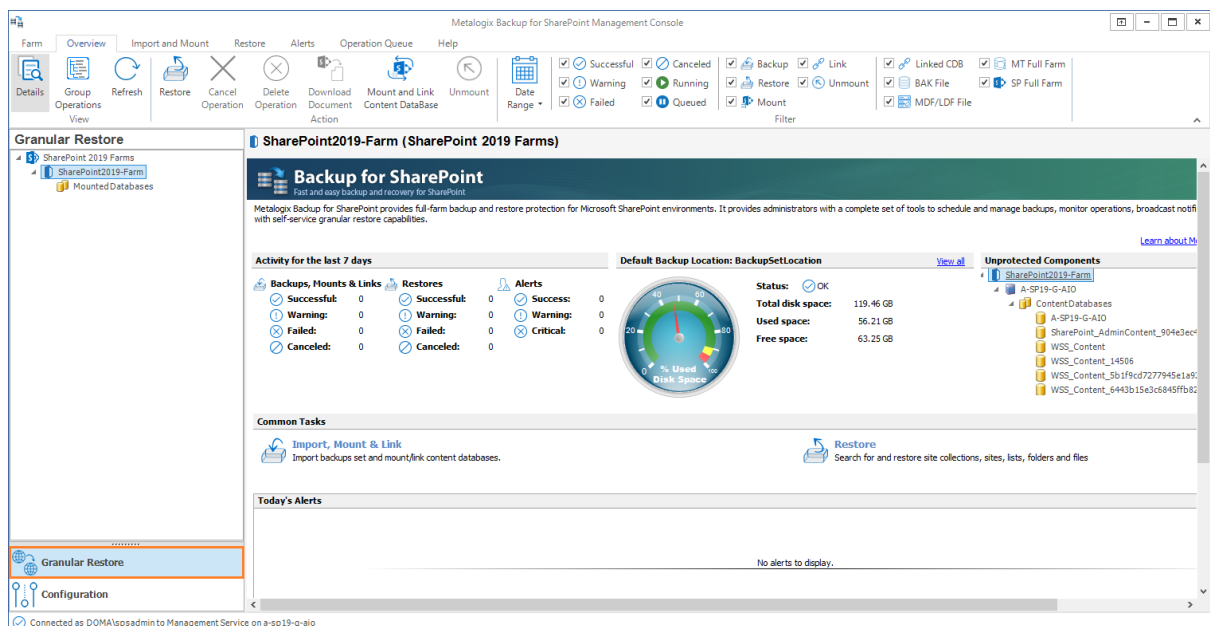 Metalogix Backup for SharePoint Management Console
Farm Overview Import and Mount Restore Alerts Operation Queue Help
Details Group Operations Refresh Restore Cancel Operation Delete Operation Download Document Mount and Link Content DataBase Unmount Date Range
Successful Canceled Backup Link Linked CDB MT Full Farm
Warning Running Restore Unmount BAK File SP Full Farm
Failed Queued Mount MDF/LDF File
View Action Filter
Granular Restore
SharePoint 2019 Farms
SharePoint2019-Farm
Mounted Databases
SharePoint2019-Farm (SharePoint 2019 Farms)
Backup for SharePoint
Fast and easy backup and recovery for SharePoint
Metalogix Backup for SharePoint provides full-farm backup and restore protection for Microsoft SharePoint environments. It provides administrators with a complete set of tools to schedule and manage backups, monitor operations, broadcast notifi
with self-service granular restore capabilities.
Learn about M
Activity for the last 7 days
Backups, Mounts & Links Restores Alerts
Successful: 0 Successful: 0 Success: 0
Warning: 0 Warning: 0 Warning: 0
Failed: 0 Failed: 0 Critical: 0
Canceled: 0 Canceled: 0
Default Backup Location: BackupSetLocation View all
0 20 40 60 80 100
% Used
Disk Space
Status: OK
Total disk space: 119.46 GB
Used space: 56.21 GB
Free space: 63.25 GB
Unprotected Components
SharePoint2019-Farm
A-SP19-G-AIO
ContentDatabases
A-SP19-G-AIO
SharePoint_AdminContent_904e3ec4
WSS_Content
WSS_Content_14506
WSS_Content_5b1f9cd7277945e1a93
WSS_Content_6443b15e3c6845ffb82
Common Tasks
Import, Mount & Link
Import backups set and mount/link content databases.
Restore
Search for and restore site collections, sites, lists, folders and files
Today's Alerts
No alerts to display.
Granular Restore
Configuration
Connected as DOMA\spsadmin to Management Service on a-sp19-g-aio